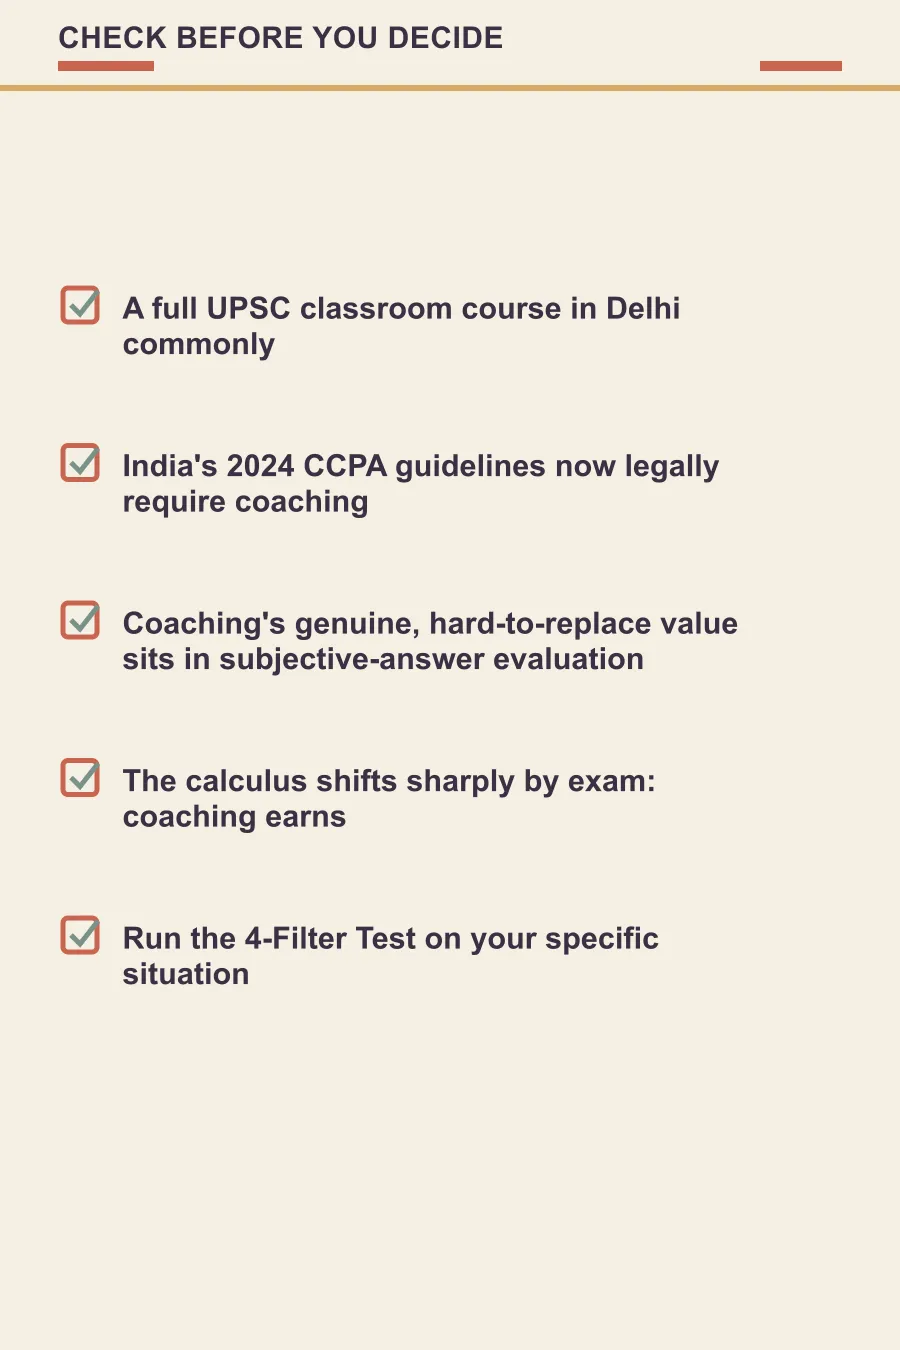 CHECK BEFORE YOU DECIDE
A full UPSC classroom course in Delhi
commonly
India's 2024 CCPA guidelines now legally
require coaching
Coaching's genuine, hard-to-replace value
sits in subjective-answer evaluation
The calculus shifts sharply by exam:
coaching earns
Run the 4-Filter Test on your specific
situation